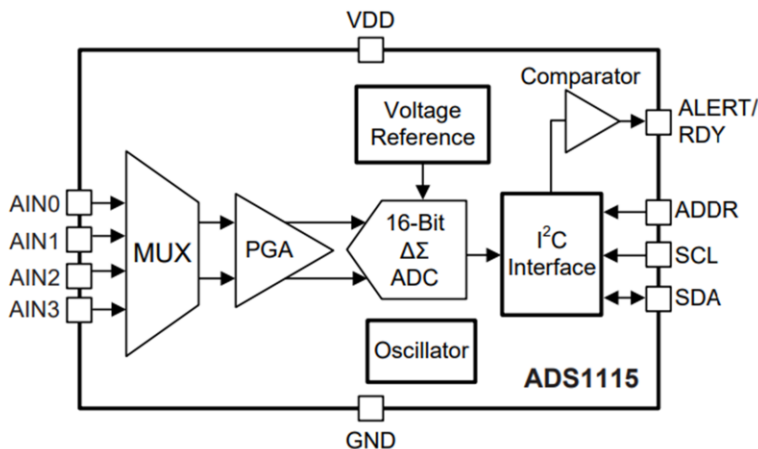 VDD
Comparator
Voltage
Reference
ALERT/
RDY
AIN0
AIN1
AIN2
AIN3
MUX
PGA
16-Bit
ΔΣ
ADC
I²C
Interface
ADDR
SCL
SDA
Oscillator
ADS1115
GND